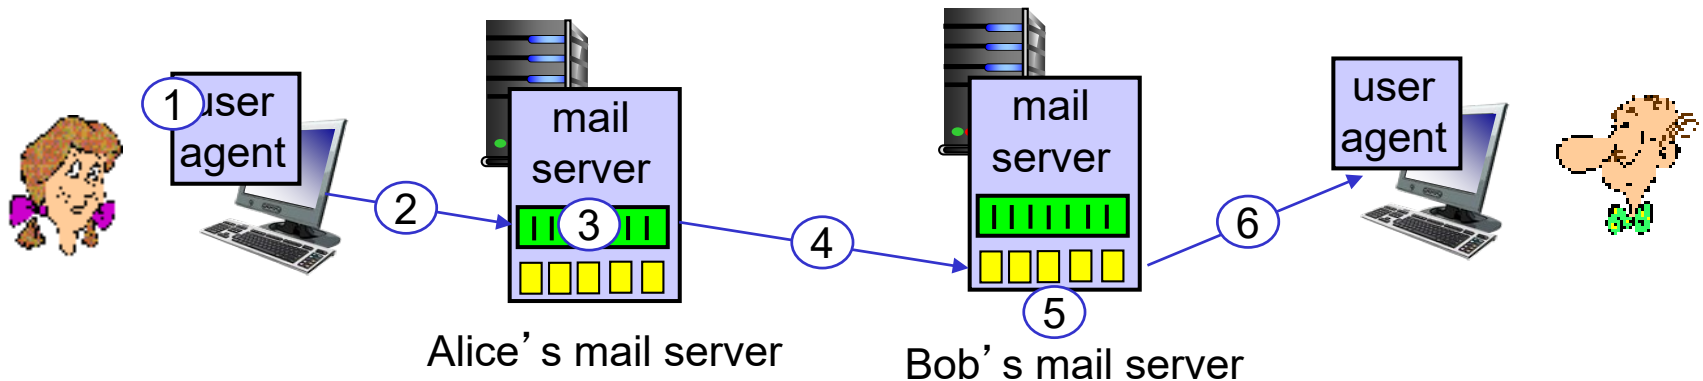 1
user
agent
2
mail
server
3
Alice’s mail server
4
mail
server
5
Bob’s mail server
6
user
agent